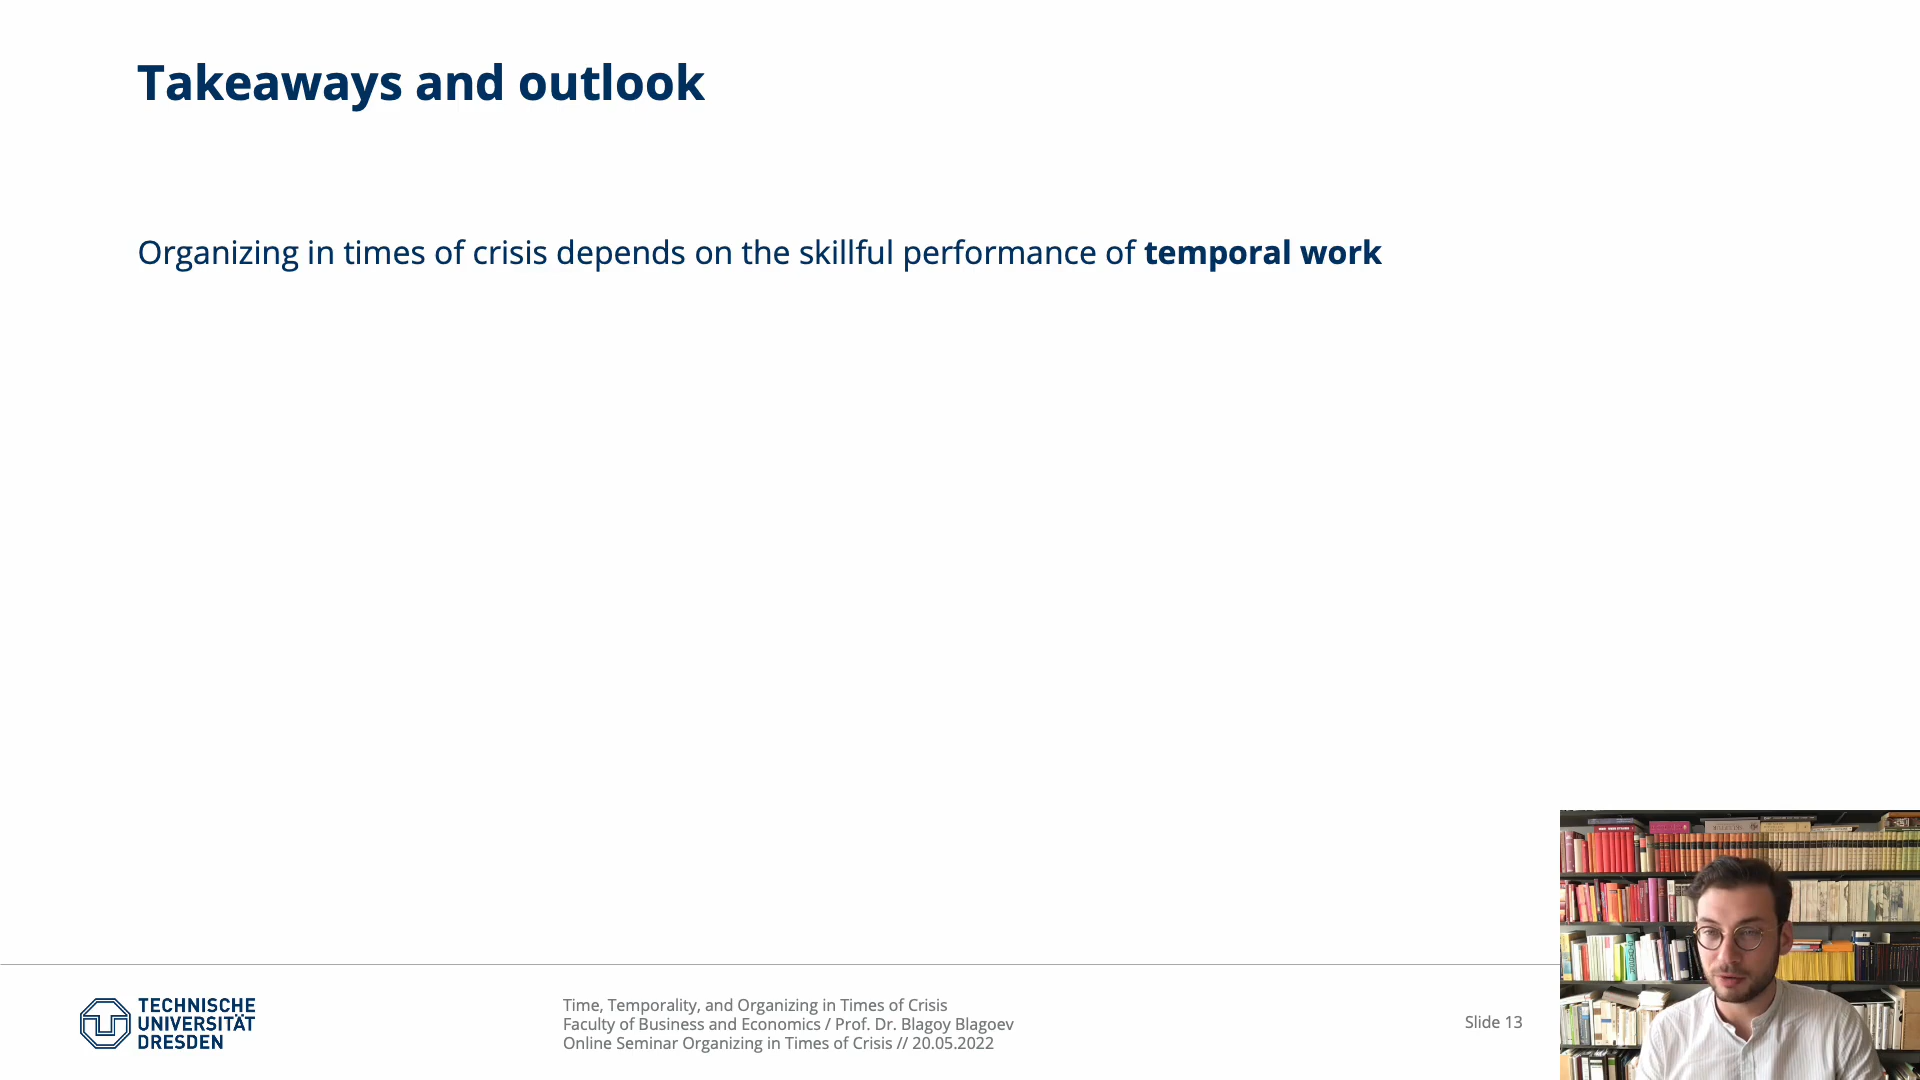 Takeaways and outlook
Organizing in times of crisis depends on the skillful performance of temporal work
TECHNISCHE
UNIVERSITÄT
DRESDEN
Time, Temporality, and Organizing in Times of Crisis
Faculty of Business and Economics / Prof. Dr. Blagoy Blagoev
Online Seminar Organizing in Times of Crisis // 20.05.2022
Slide 13